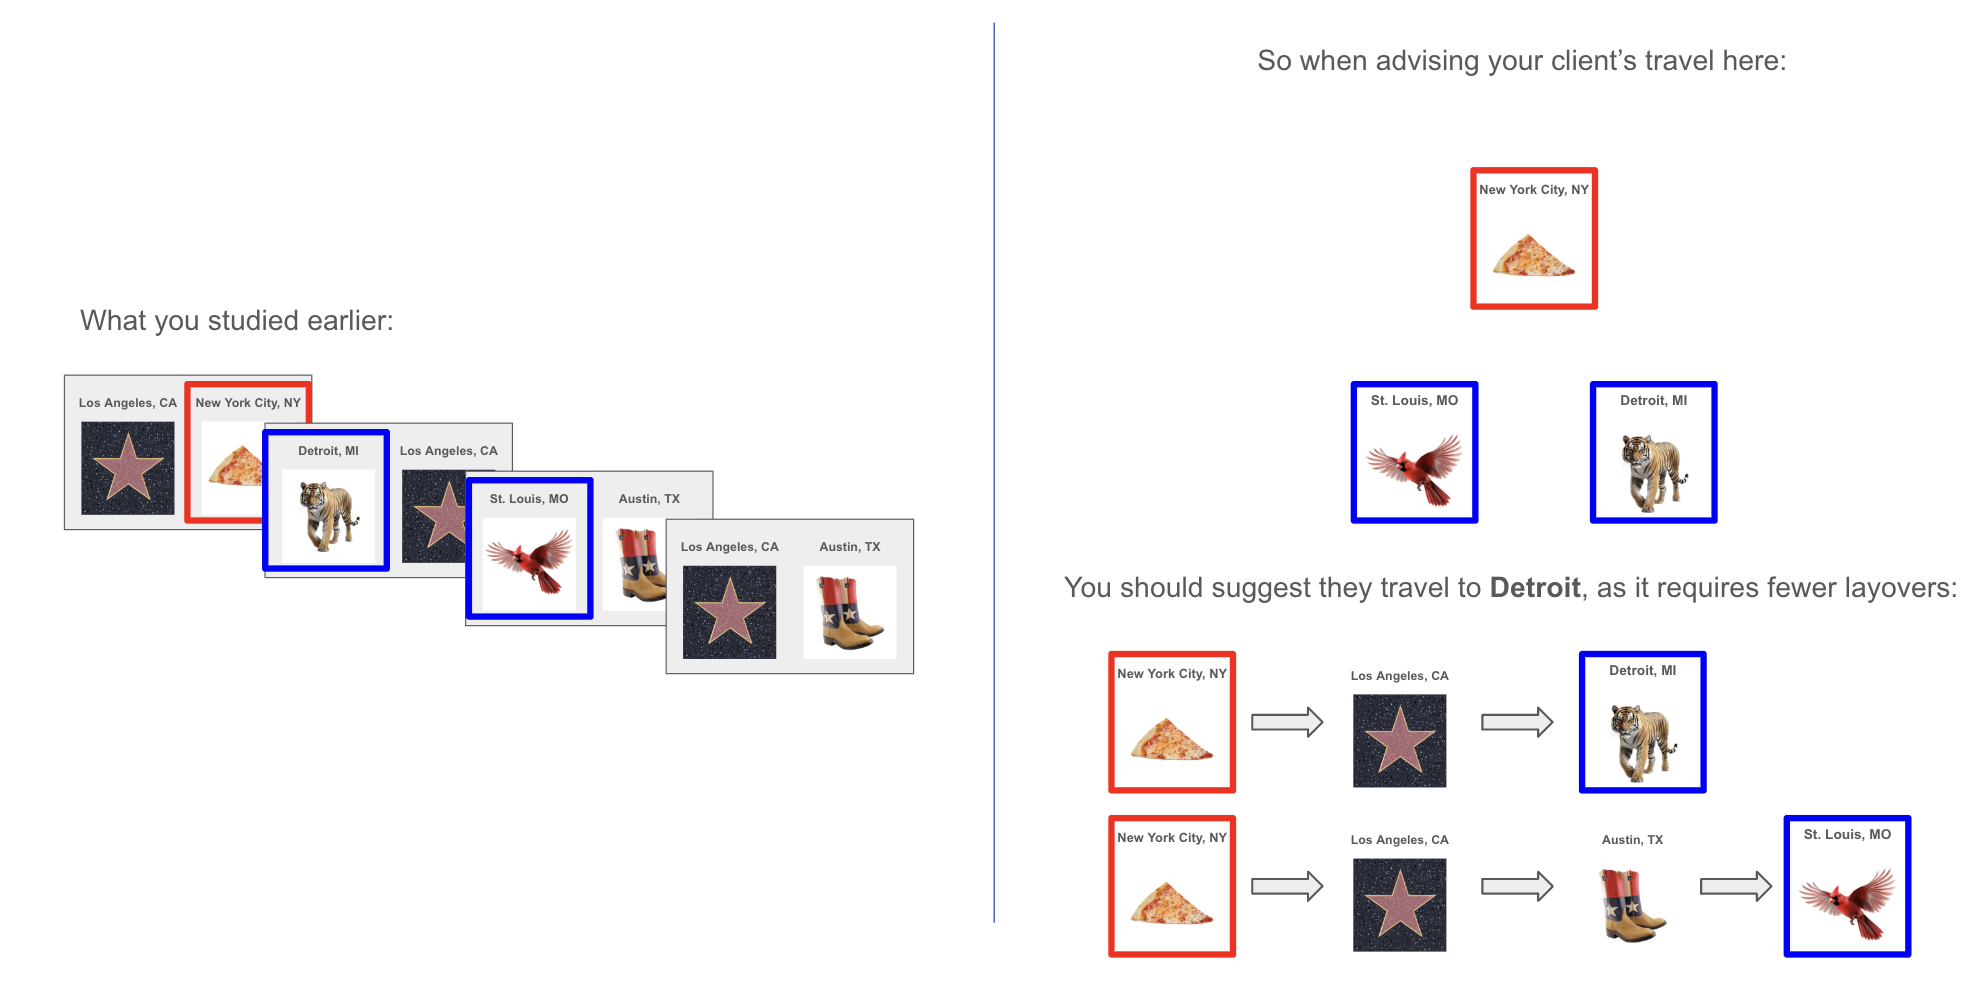 What you studied earlier:
Los Angeles, CA
New York City, NY
Detroit, MI
Los Angeles, CA
St. Louis, MO
Austin, TX
Los Angeles, CA
Austin, TX
So when advising your client’s travel here:
New York City, NY
St. Louis, MO
Detroit, MI
You should suggest they travel to Detroit, as it requires fewer layovers:
New York City, NY
Los Angeles, CA
Detroit, MI
New York City, NY
Los Angeles, CA
Austin, TX
St. Louis, MO